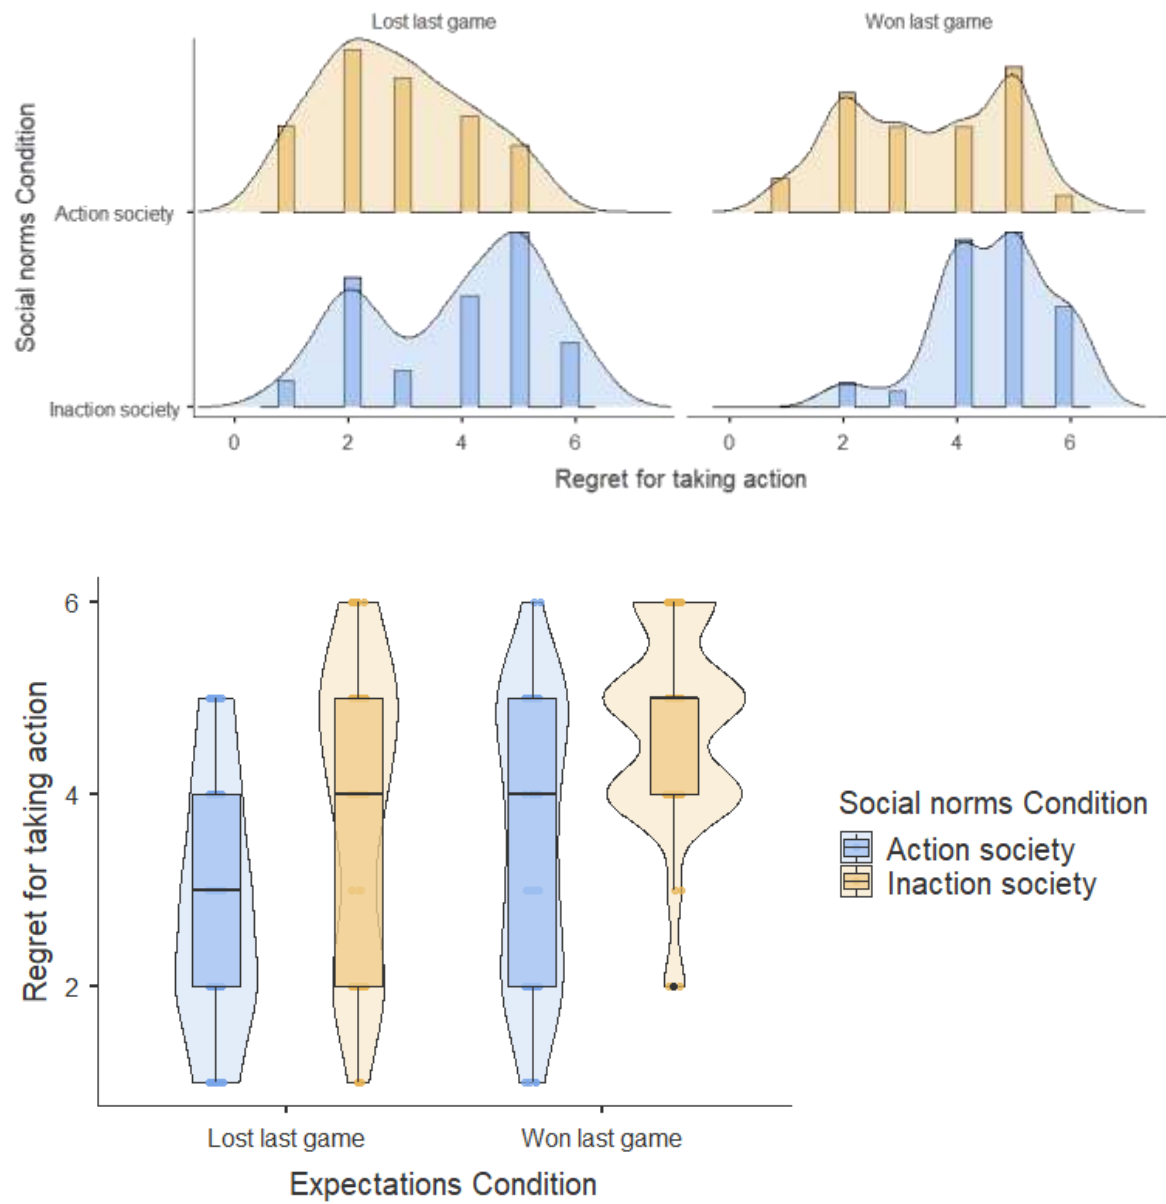 Lost last game
Won last game
Social norms Condition
Action society
Inaction society
0 2 4 6
0 2 4 6
Regret for taking action
Regret for taking action
6
4
2
Lost last game
Won last game
Expectations Condition
Social norms Condition
Action society
Inaction society